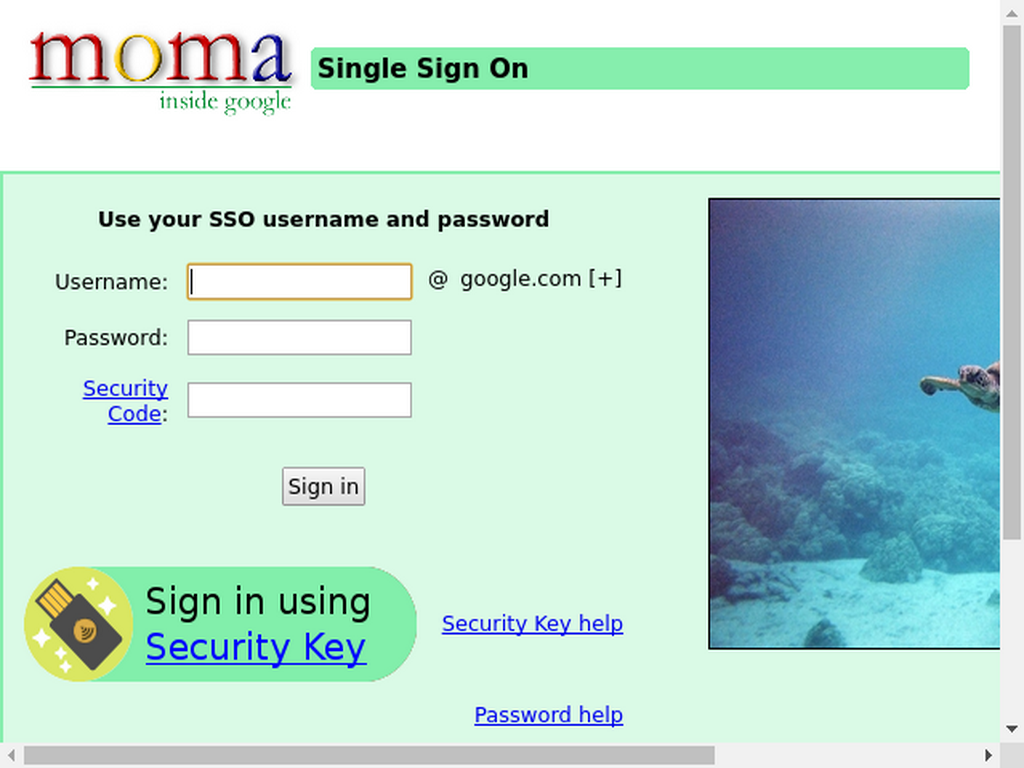 moma
inside google
Single Sign On
Use your SSO username and password
Username:
@ google.com [+]
Password:
Security
Code:
Sign in
Sign in using
Security Key
Security Key help
Password help